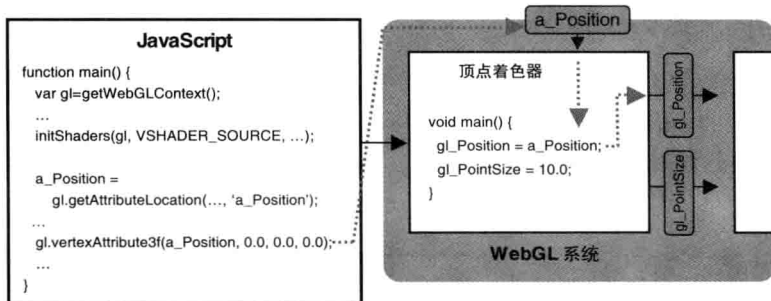 JavaScript
function main() {
var gl=getWebGLContext();
…
initShaders(gl, VSHADER_SOURCE, …);
a_Position =
gl.getAttributeLocation(…, ‘a_Position’);
…
gl.vertexAttribute3f(a_Position, 0.0, 0.0, 0.0);
…
}
a_Position
顶点着色器
void main() {
gl_Position = a_Position;
gl_PointSize = 10.0;
}
gl_Position
gl_PointSize
WebGL 系统